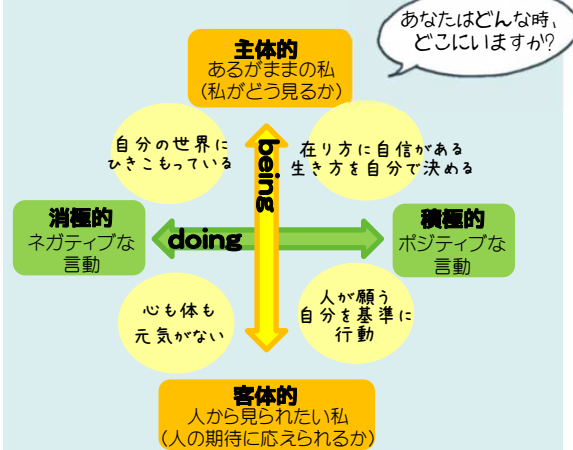 あなたはどんな時、
どこにいますか?
主体的
あるがままの私
(私がどう見るか)
自分の世界に
ひきこもっている
being
在り方に自信がある
生き方を自分で決める
消極的
ネガティブな
言動
doing
積極的
ポジティブな
言動
心も体も
元気がない
人が願う
自分を基準に
行動
客体的
人から見られたい私
(人の期待に応えられるか)